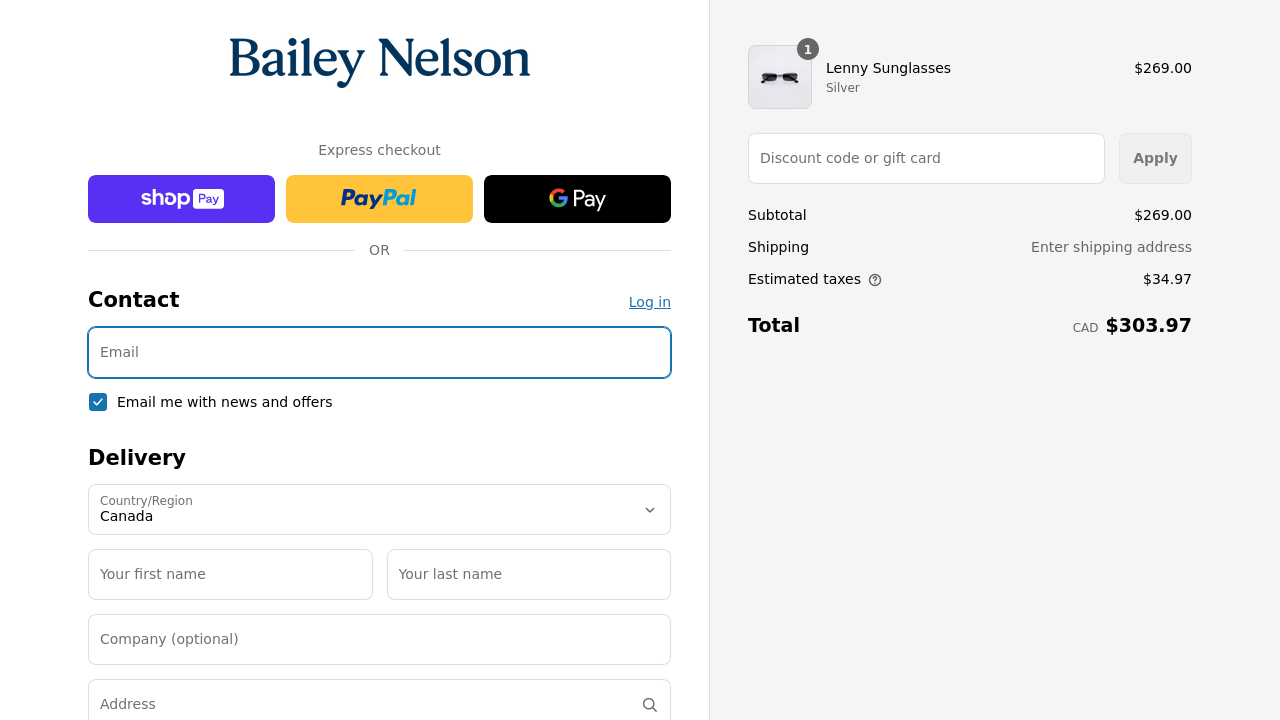 Bailey Nelson
Express checkout
shop Pay
PayPal
G Pay
OR
Contact
Log in
Email
Email me with news and offers
Delivery
Country/Region
Canada
Your first name
Your last name
Company (optional)
Address
1
Lenny Sunglasses
$269.00
Silver
Discount code or gift card
Apply
Subtotal
$269.00
Shipping
Enter shipping address
Estimated taxes
$34.97
Total
CAD $303.97